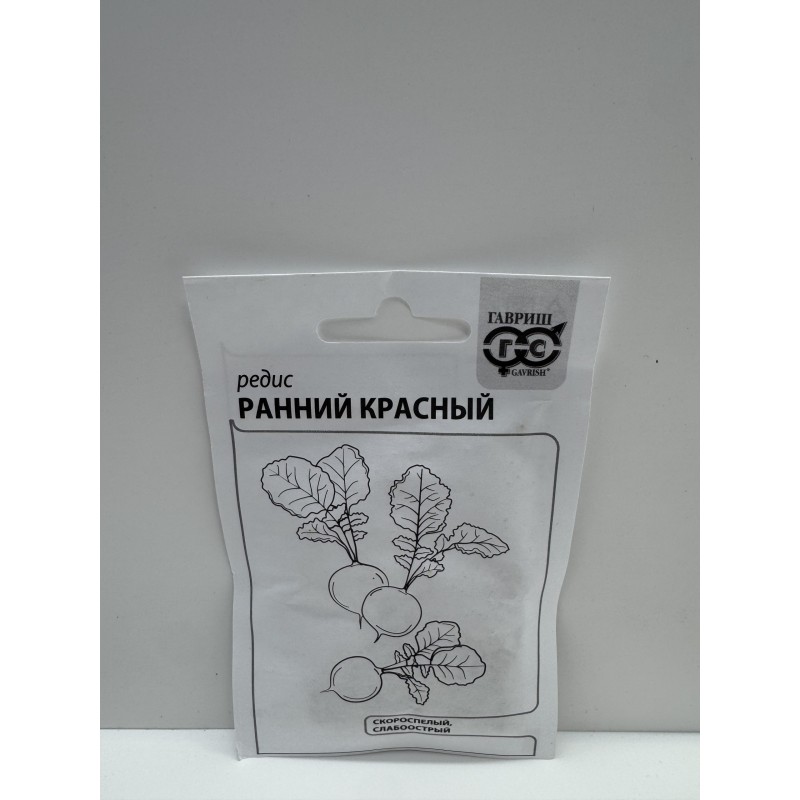 ГАВРИШ
Г С
GAVRISH®
редис
РАННИЙ КРАСНЫЙ
СКОРОСПЕЛЫЙ,
СЛАБООСТРЫЙ